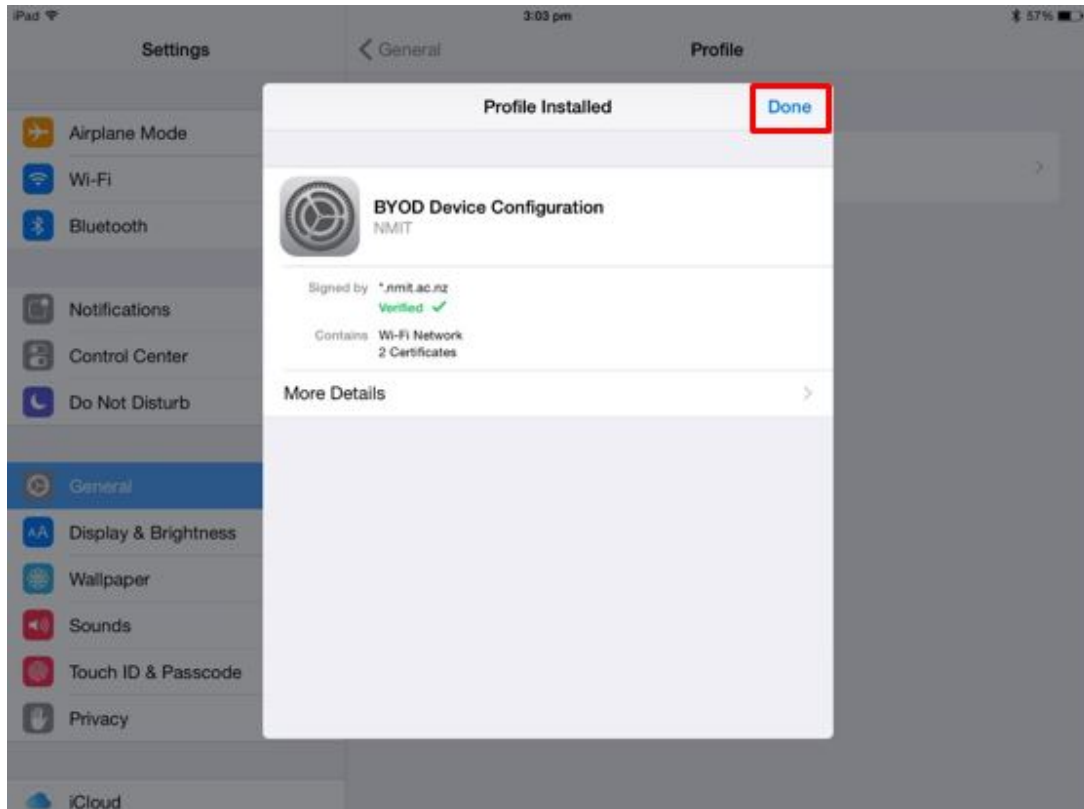 iPad 3:03 pm 57%
Settings
General
Profile
Profile Installed
Done
Airplane Mode
Wi-Fi
Bluetooth
BYOD Device Configuration
NMIT
Signed by *.nmit.ac.nz
Verified
Contains Wi-Fi Network
2 Certificates
More Details
Notifications
Control Center
Do Not Disturb
General
AA Display & Brightness
Wallpaper
Sounds
Touch ID & Passcode
Privacy
iCloud